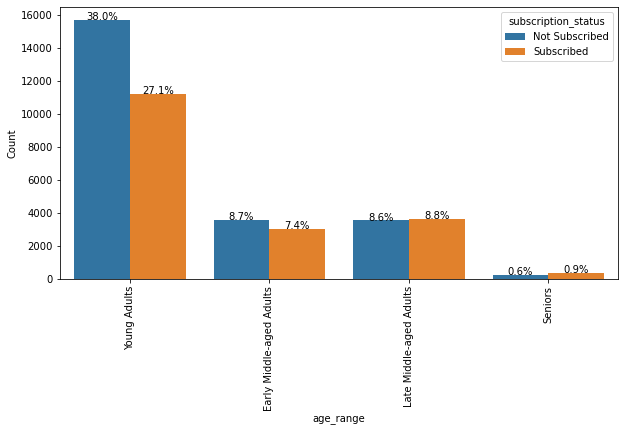 16000
14000
12000
10000
8000
6000
4000
2000
0
Count
38.0%
27.1%
8.7%
7.4%
8.6%
8.8%
0.6%
0.9%
subscription_status
Not Subscribed
Subscribed
Young Adults
Early Middle-aged Adults
Late Middle-aged Adults
Seniors
age_range